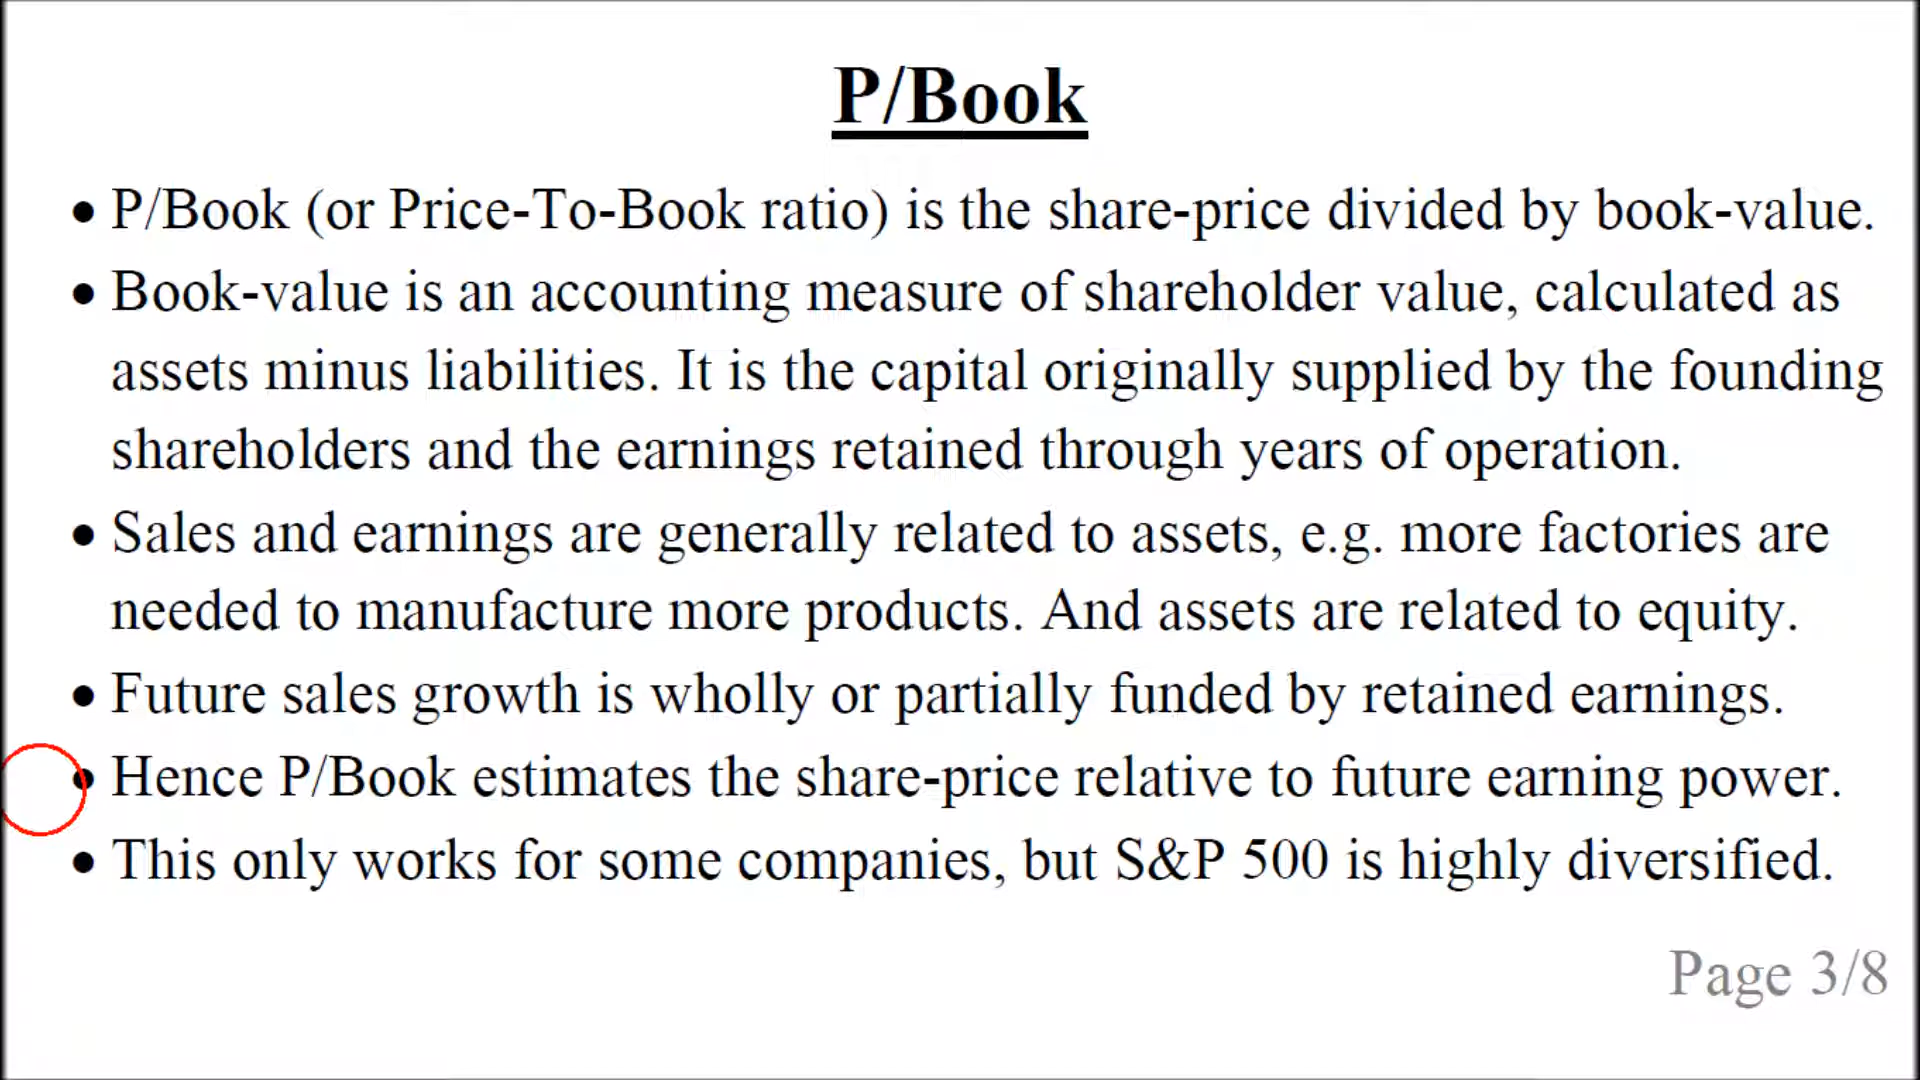 P/Book
• P/Book (or Price-To-Book ratio) is the share-price divided by book-value.
• Book-value is an accounting measure of shareholder value, calculated as
assets minus liabilities. It is the capital originally supplied by the founding
shareholders and the earnings retained through years of operation.
• Sales and earnings are generally related to assets, e.g. more factories are
needed to manufacture more products. And assets are related to equity.
• Future sales growth is wholly or partially funded by retained earnings.
• Hence P/Book estimates the share-price relative to future earning power.
• This only works for some companies, but S&P 500 is highly diversified.
Page 3/8